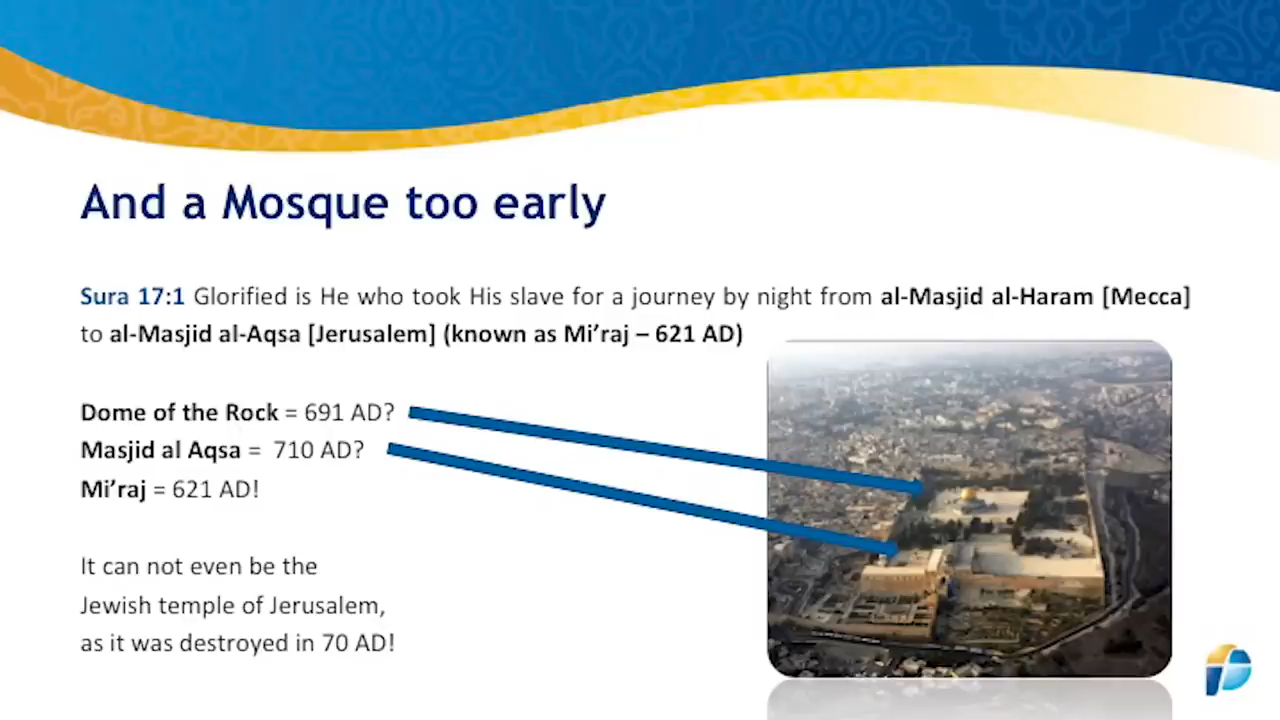 And a Mosque too early
Sura 17:1 Glorified is He who took His slave for a journey by night from al-Masjid al-Haram [Mecca]
to al-Masjid al-Aqsa [Jerusalem] (known as Mi’raj – 621 AD)
Dome of the Rock = 691 AD?
Masjid al Aqsa = 710 AD?
Mi’raj = 621 AD!
It can not even be the
Jewish temple of Jerusalem,
as it was destroyed in 70 AD!